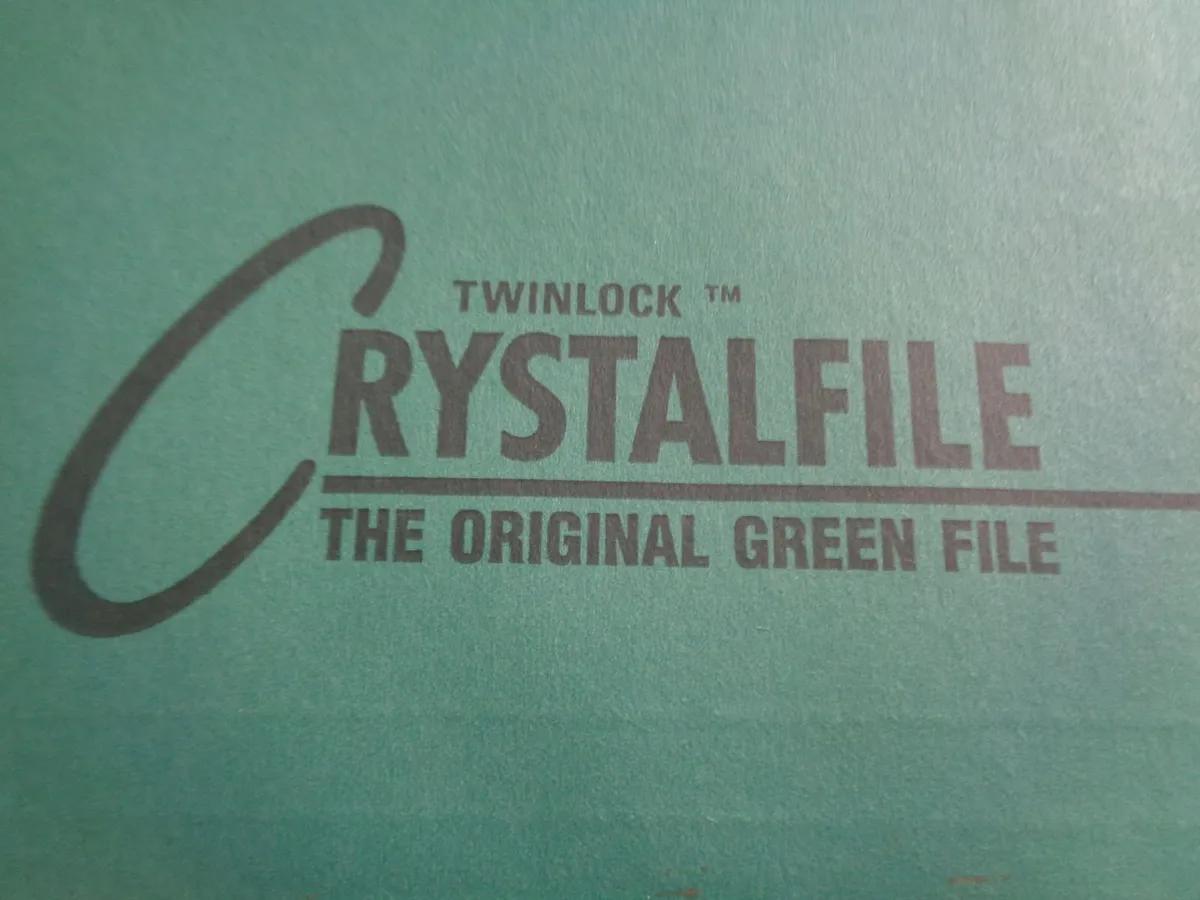 TWINLOCK ™
CRYSTALFILE
THE ORIGINAL GREEN FILE